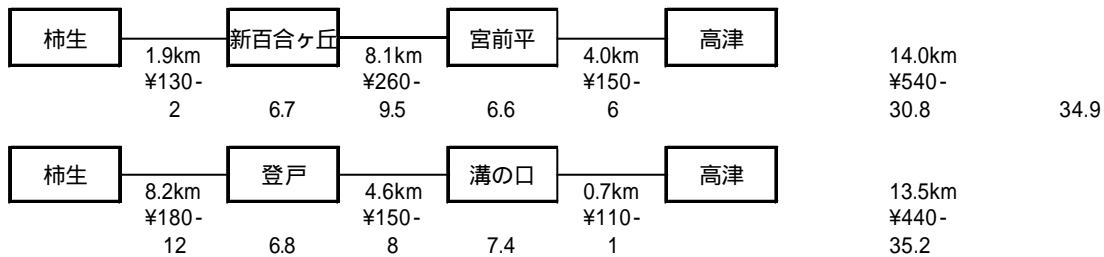 柿生 新百合ヶ丘 宮前平 高津
1.9km 8.1km 4.0km 14.0km
¥130- ¥260- ¥150- ¥540-
2 6.7 9.5 6.6 6 30.8 34.9
柿生 登戸 溝の口 高津
8.2km 4.6km 0.7km 13.5km
¥180- ¥150- ¥110- ¥440-
12 6.8 8 7.4 1 35.2